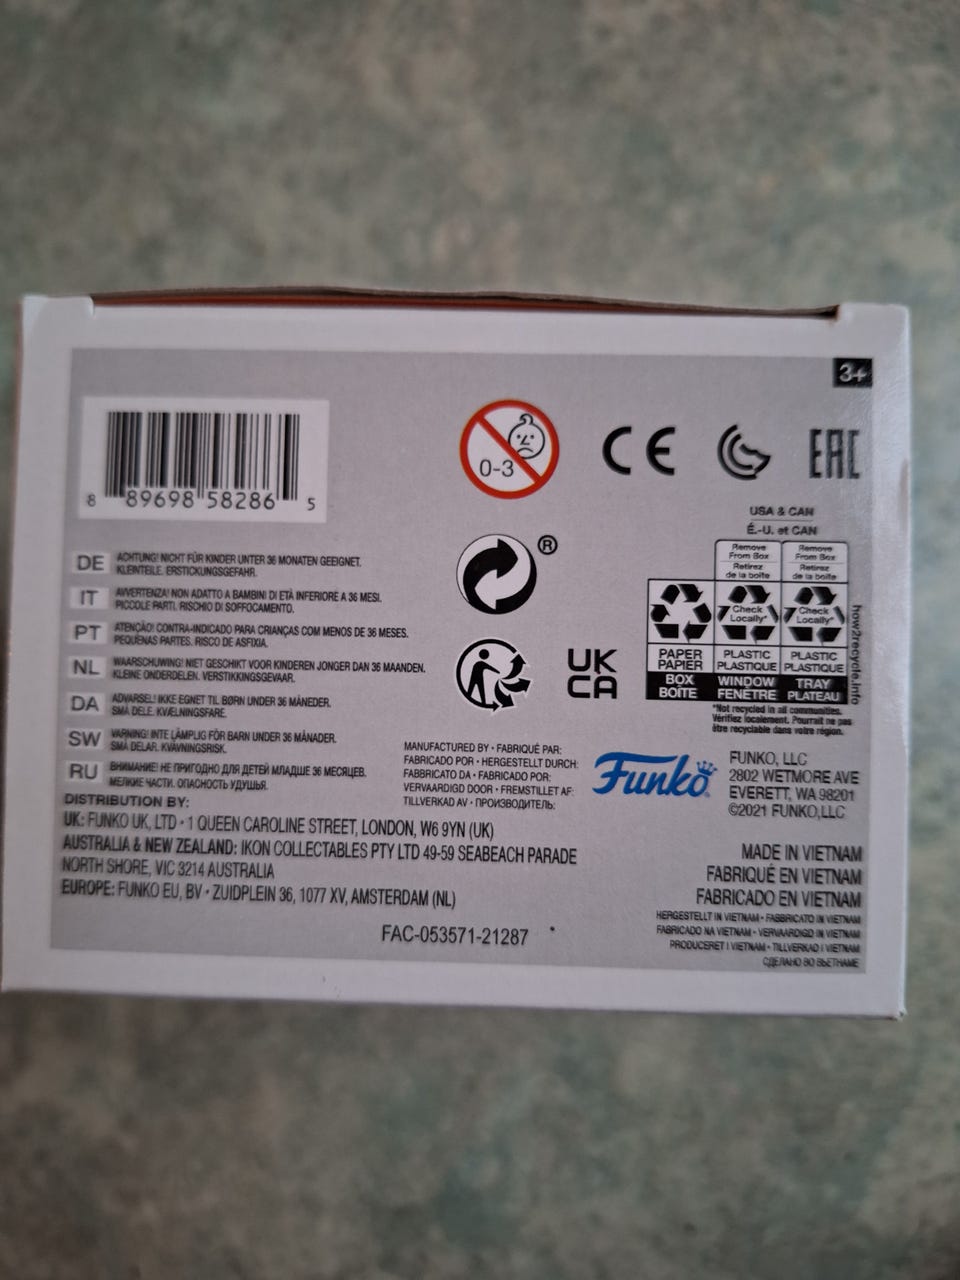 3+
8 89698 58286 5
0-3
CE
EAC
®
USA & CAN
É.-U. et CAN
Remove From Box
Retirez de la boîte
Remove From Box
Retirez de la boîte
Check Locally*
Check Locally*
PAPER PAPIER
PLASTIC PLASTIQUE
PLASTIC PLASTIQUE
BOX BOÎTE
WINDOW FENÊTRE
TRAY PLATEAU
how2recycle.info
*Not recycled in all communities.
Vérifiez localement. Pourrait ne pas
être recyclable dans votre région.
UK
CA
DE ACHTUNG! NICHT FÜR KINDER UNTER 36 MONATEN GEEIGNET.
KLEINTEILE. ERSTICKUNGSGEFAHR.
IT AVVERTENZA! NON ADATTO A BAMBINI DI ETÀ INFERIORE A 36 MESI.
PICCOLE PARTI. RISCHIO DI SOFFOCAMENTO.
PT ATENÇÃO! CONTRA-INDICADO PARA CRIANÇAS COM MENOS DE 36 MESES.
PEQUENAS PARTES. RISCO DE ASFIXIA.
NL WAARSCHUWING! NIET GESCHIKT VOOR KINDEREN JONGER DAN 36 MAANDEN.
KLEINE ONDERDELEN. VERSTIKKINGSGEVAAR.
DA ADVARSEL! IKKE EGNET TIL BØRN UNDER 36 MÅNEDER.
SMÅ DELE. KVÆLNINGSFARE.
SW VARNING! INTE LÄMPLIG FÖR BARN UNDER 36 MÅNADER.
SMÅ DELAR. KVÄVNINGSRISK.
RU ВНИМАНИЕ! НЕ ПРИГОДНО ДЛЯ ДЕТЕЙ МЛАДШЕ 36 МЕСЯЦЕВ.
МЕЛКИЕ ЧАСТИ. ОПАСНОСТЬ УДУШЬЯ.
MANUFACTURED BY • FABRIQUÉ PAR:
FABRICADO POR • HERGESTELLT DURCH:
FABBRICATO DA • FABRICADO POR:
VERVAARDIGD DOOR • FREMSTILLET AF:
TILLVERKAD AV • ПРОИЗВОДИТЕЛЬ:
Funko
FUNKO, LLC
2802 WETMORE AVE
EVERETT, WA 98201
©2021 FUNKO,LLC
DISTRIBUTION BY:
UK: FUNKO UK, LTD • 1 QUEEN CAROLINE STREET, LONDON, W6 9YN (UK)
AUSTRALIA & NEW ZEALAND: IKON COLLECTABLES PTY LTD 49-59 SEABEACH PARADE
NORTH SHORE, VIC 3214 AUSTRALIA
EUROPE: FUNKO EU, BV • ZUIDPLEIN 36, 1077 XV, AMSTERDAM (NL)
FAC-053571-21287
MADE IN VIETNAM
FABRIQUÉ EN VIETNAM
FABRICADO EN VIETNAM
HERGESTELLT IN VIETNAM • FABBRICATO IN VIETNAM
FABRICADO NA VIETNAM • VERVAARDIGD IN VIETNAM
PRODUCERET I VIETNAM • TILLVERKAD I VIETNAM
СДЕЛАНО ВО ВЬЕТНАМЕ